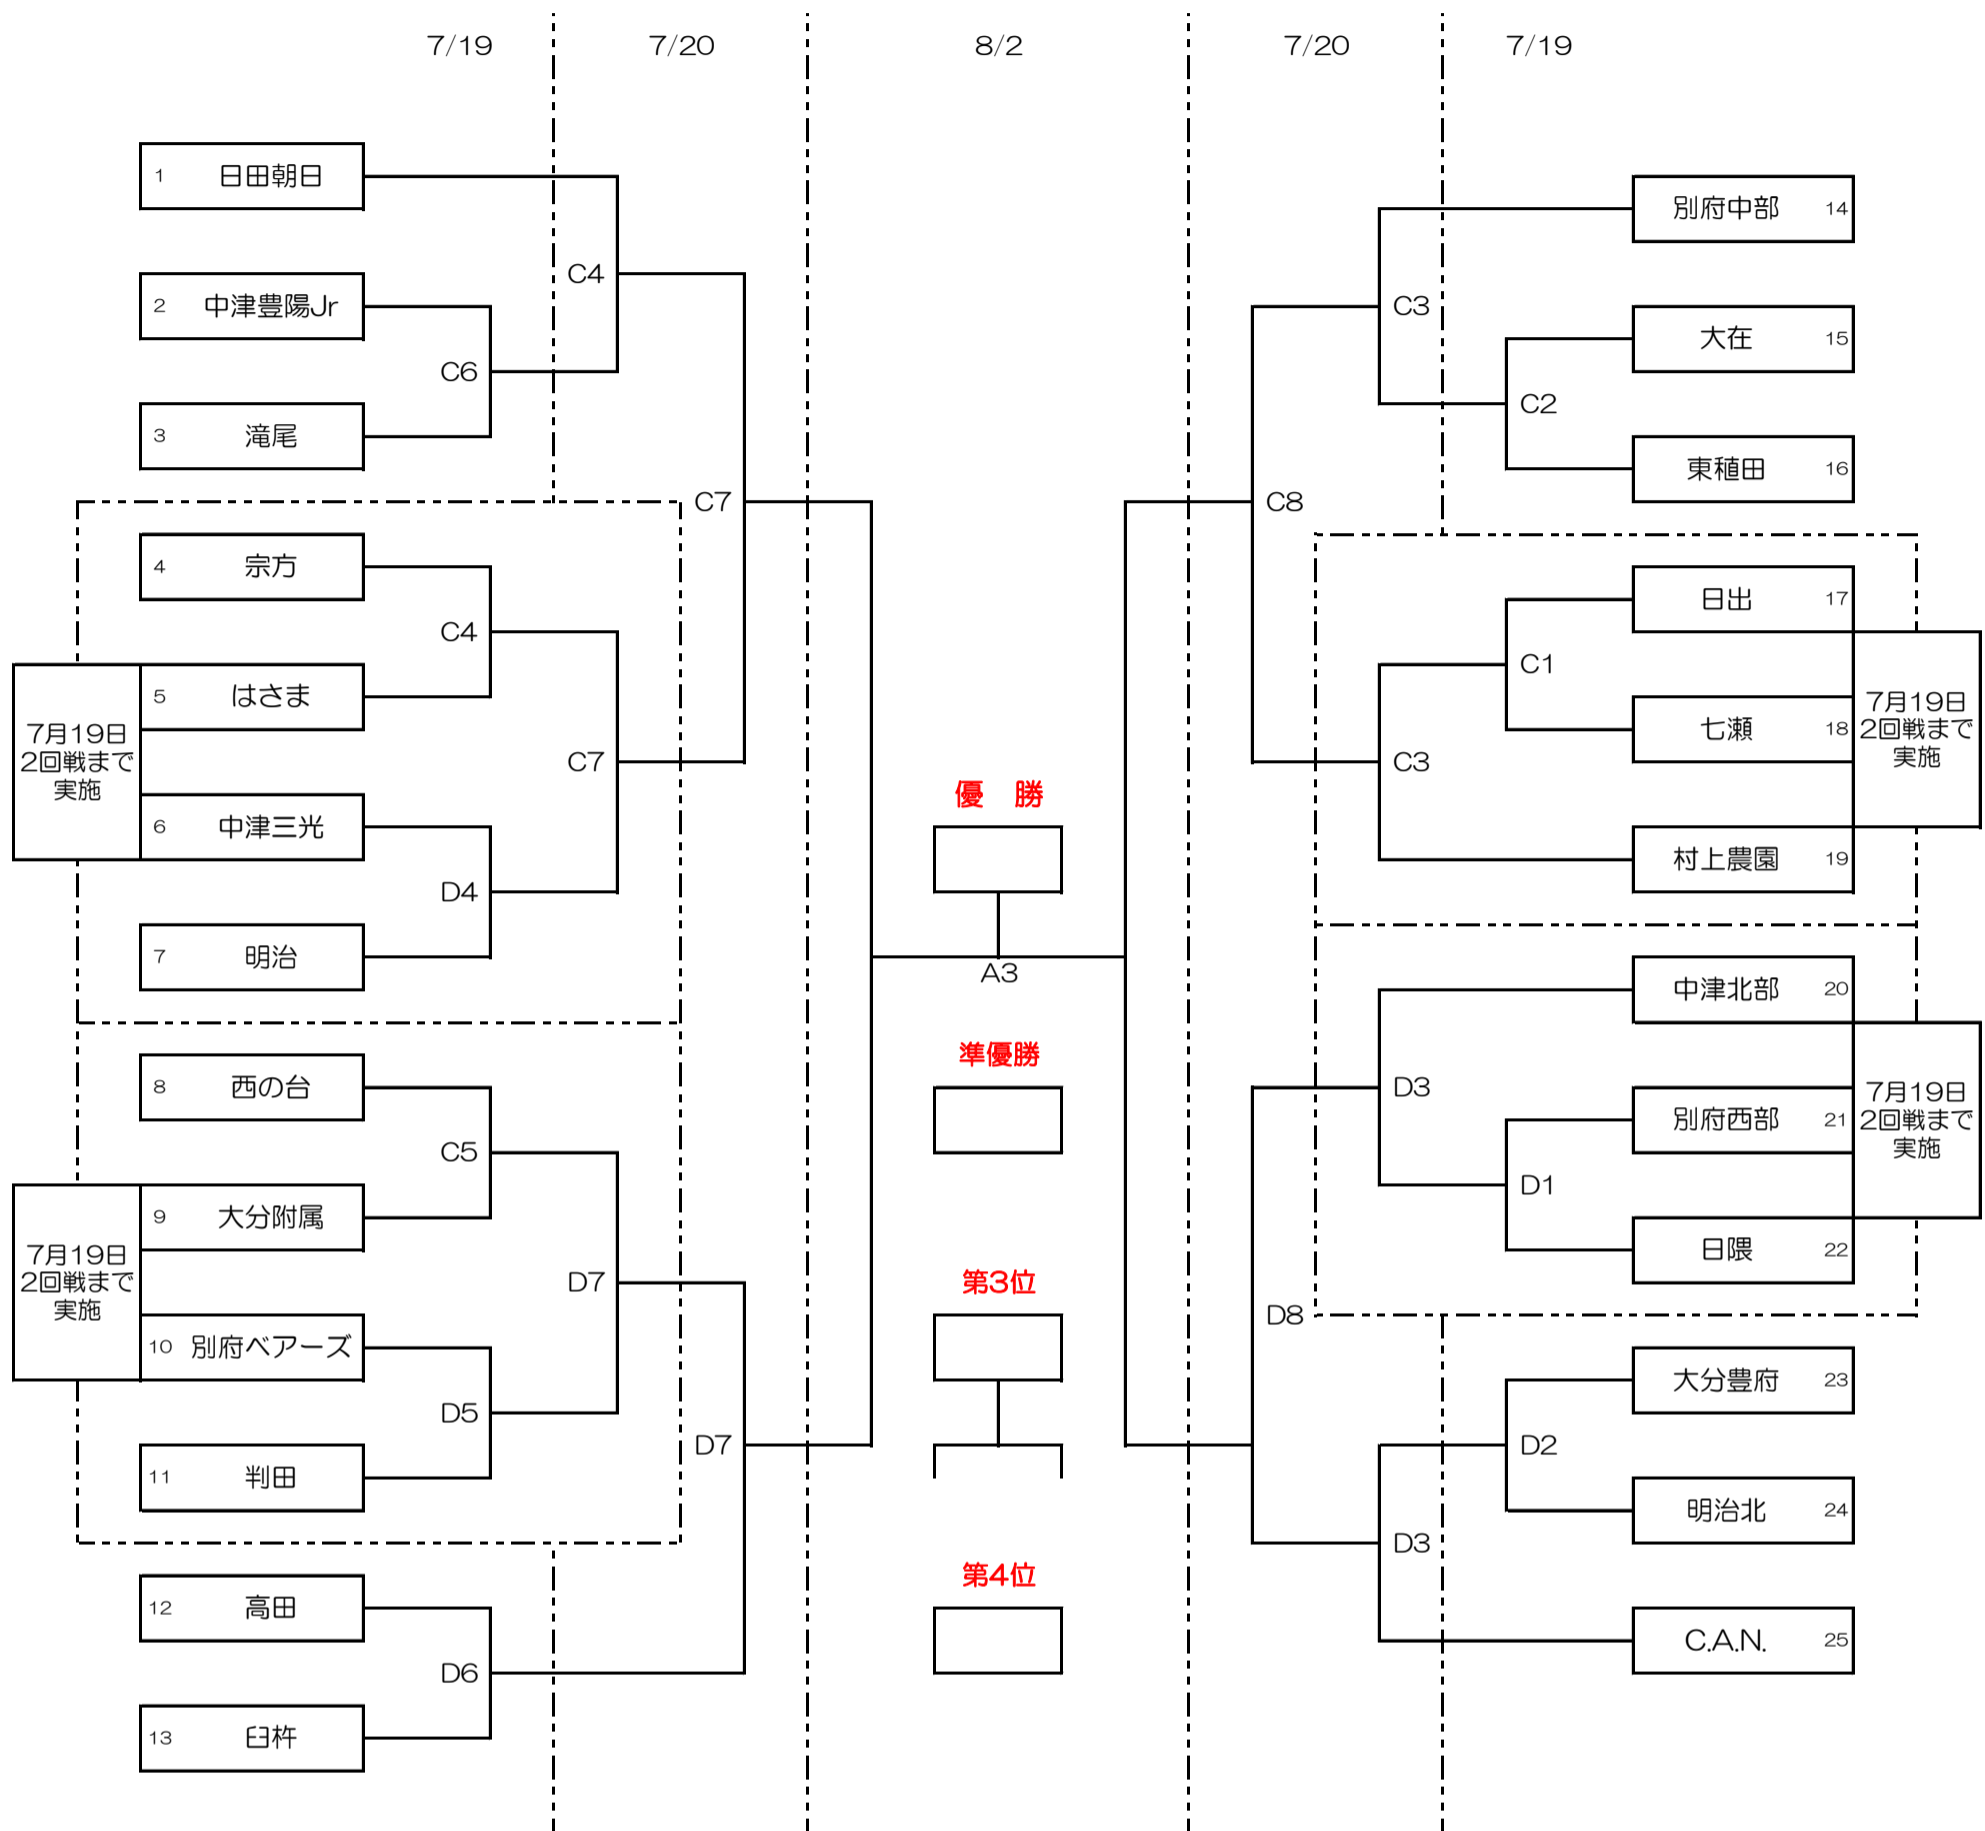 7/19
7/20
8/2
7/20
7/19
1 日田朝日
2 中津豊陽Jr
3 滝尾
4 宗方
5 はさま
6 中津三光
7 明治
8 西の台
9 大分附属
10 別府ベアーズ
11 判田
12 高田
13 臼杵
7月19日
2回戦まで
実施
7月19日
2回戦まで
実施
C6
C4
D4
C5
D5
D6
C4
C7
D7
C7
D7
優 勝
A3
準優勝
第3位
第4位
C8
D8
C3
C3
D3
D3
C2
C1
D1
D2
別府中部 14
大在 15
東稙田 16
日出 17
七瀬 18
村上農園 19
中津北部 20
別府西部 21
日隈 22
大分豊府 23
明治北 24
C.A.N. 25
7月19日
2回戦まで
実施
7月19日
2回戦まで
実施